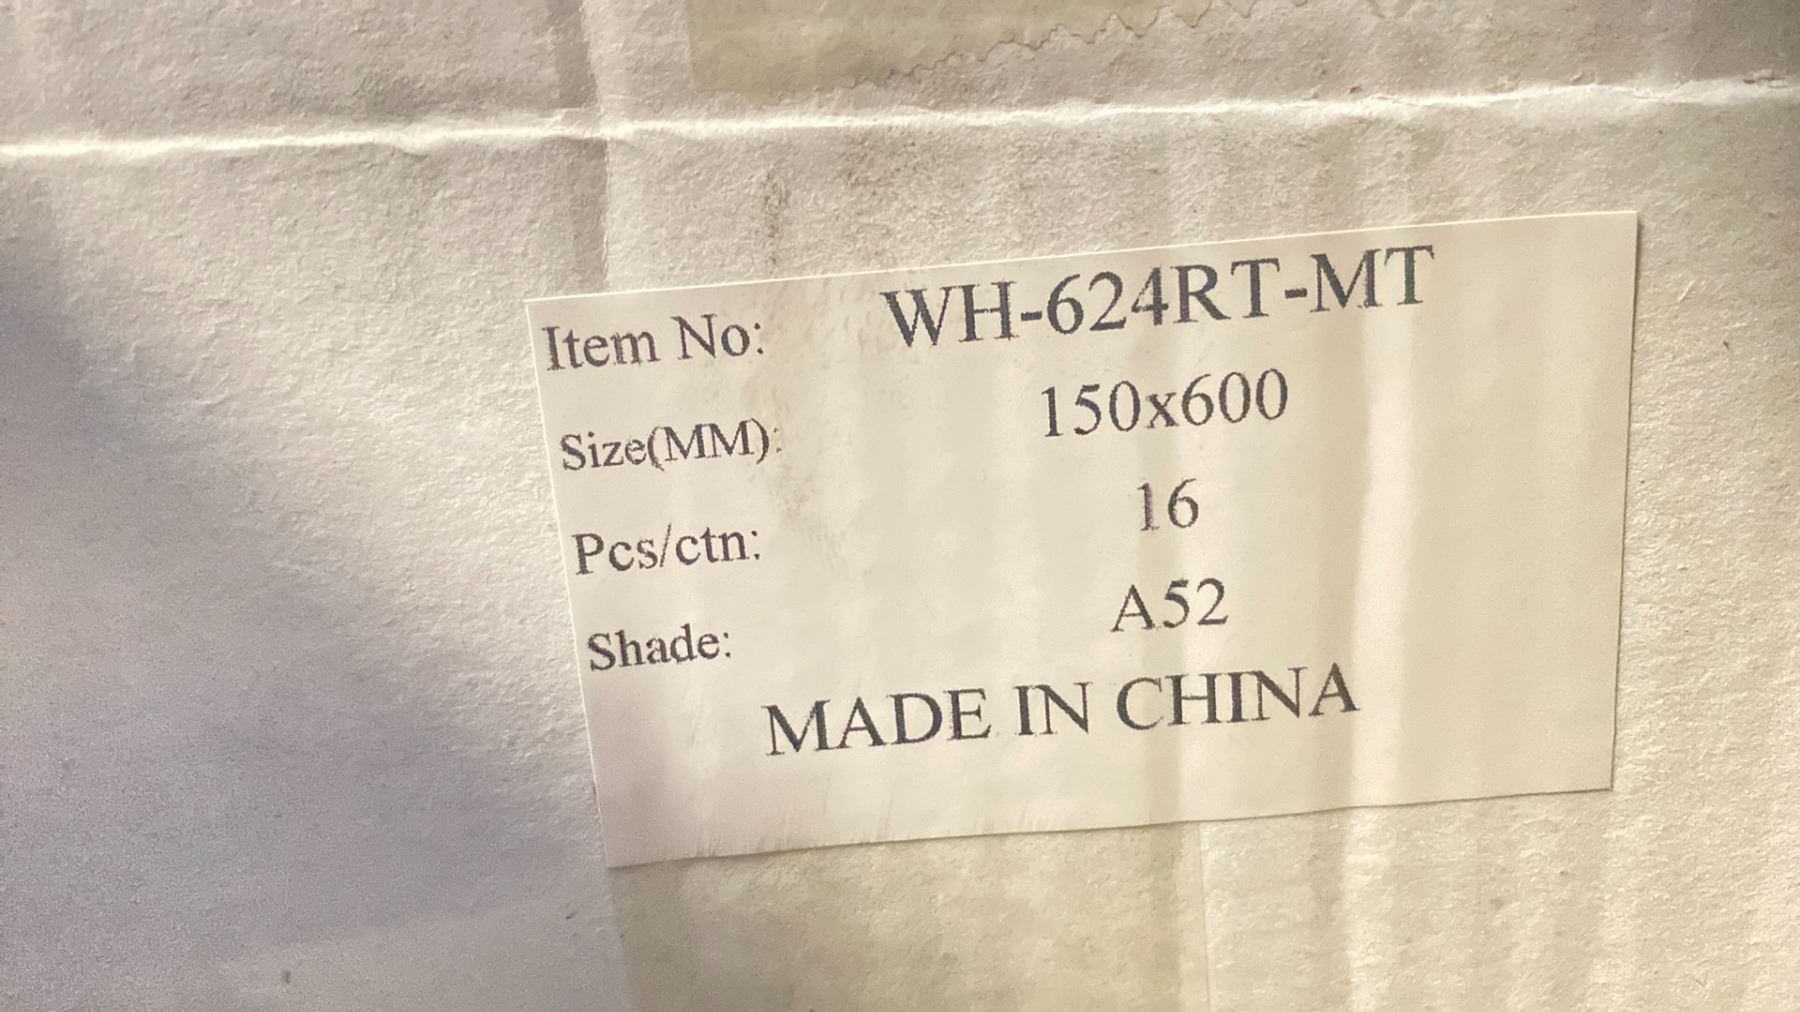 Item No: WH-624RT-MT
Size(MM): 150x600
Pcs/ctn: 16
Shade: A52
MADE IN CHINA